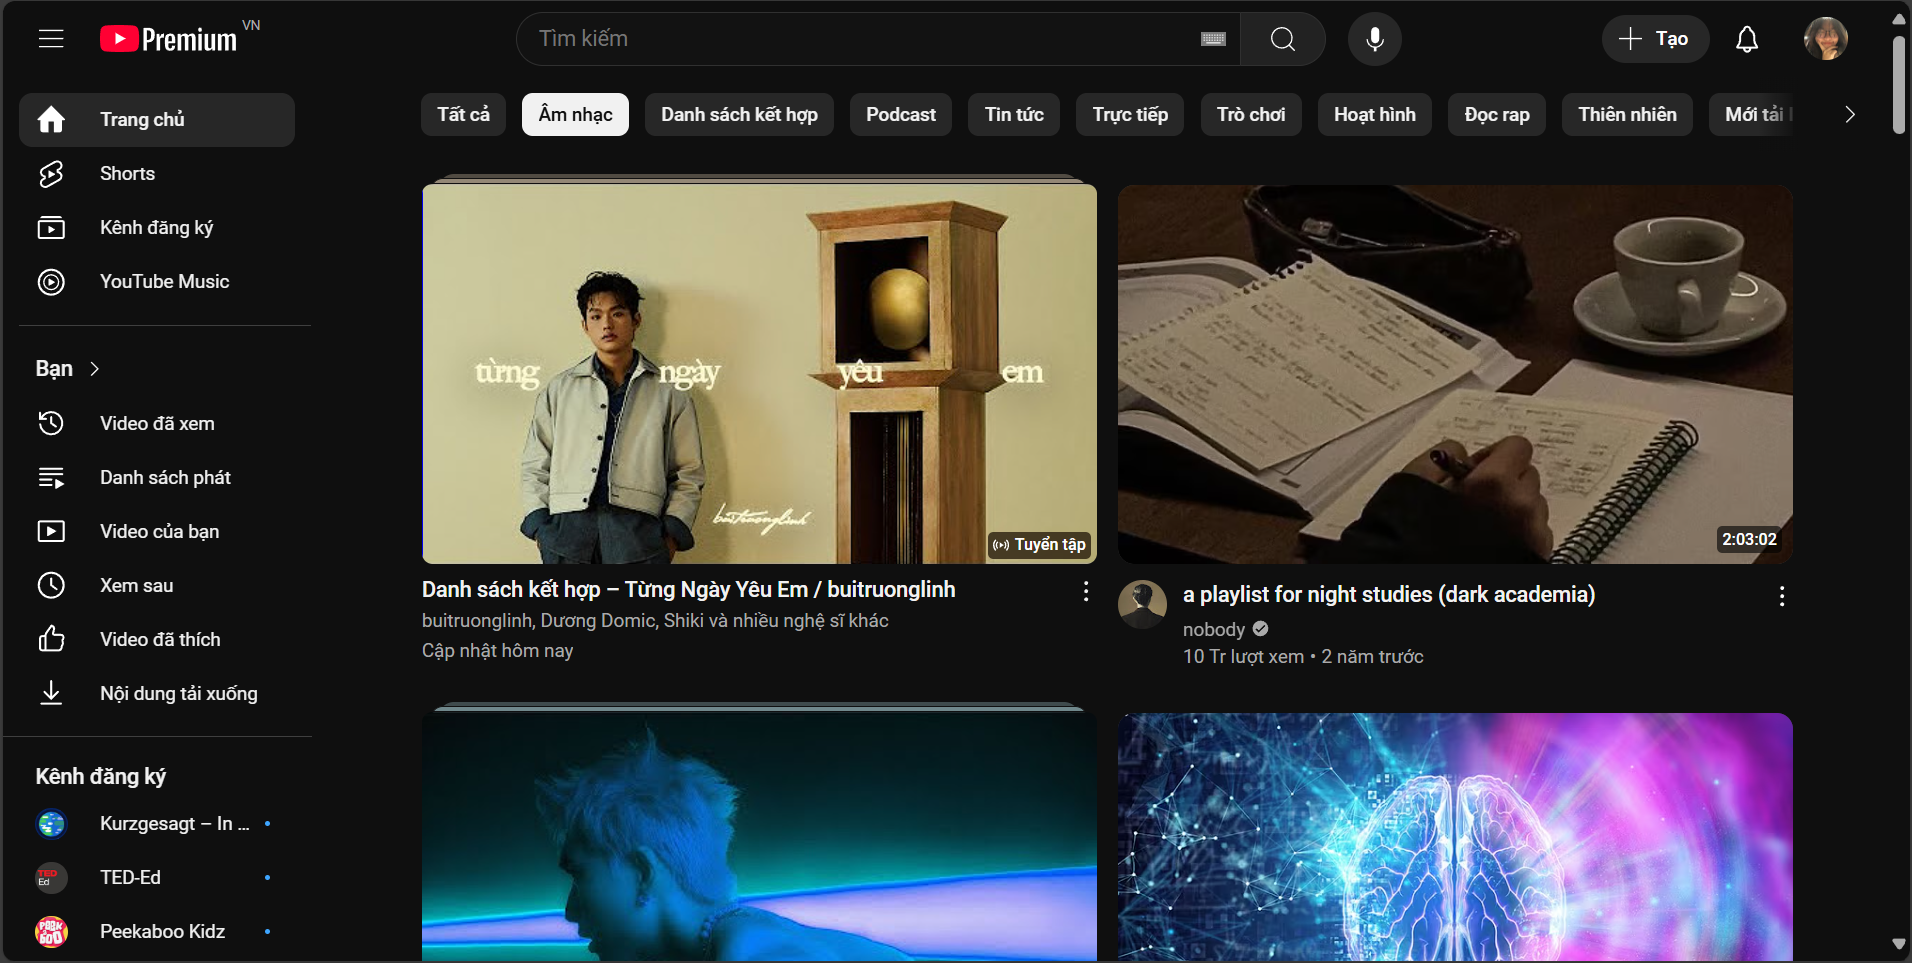 Premium VN
Tìm kiếm
Tạo
Trang chủ
Shorts
Kênh đăng ký
YouTube Music
Bạn
Video đã xem
Danh sách phát
Video của bạn
Xem sau
Video đã thích
Nội dung tải xuống
Kênh đăng ký
Kurzgesagt – In ...
TED-Ed
Peekaboo Kidz
Tất cả
Âm nhạc
Danh sách kết hợp
Podcast
Tin tức
Trực tiếp
Trò chơi
Hoạt hình
Đọc rap
Thiên nhiên
Mới tải
từng ngày yêu em
buitruonglinh
Tuyển tập
Danh sách kết hợp – Từng Ngày Yêu Em / buitruonglinh
buitruonglinh, Dương Domic, Shiki và nhiều nghệ sĩ khác
Cập nhật hôm nay
2:03:02
a playlist for night studies (dark academia)
nobody
10 Tr lượt xem • 2 năm trước